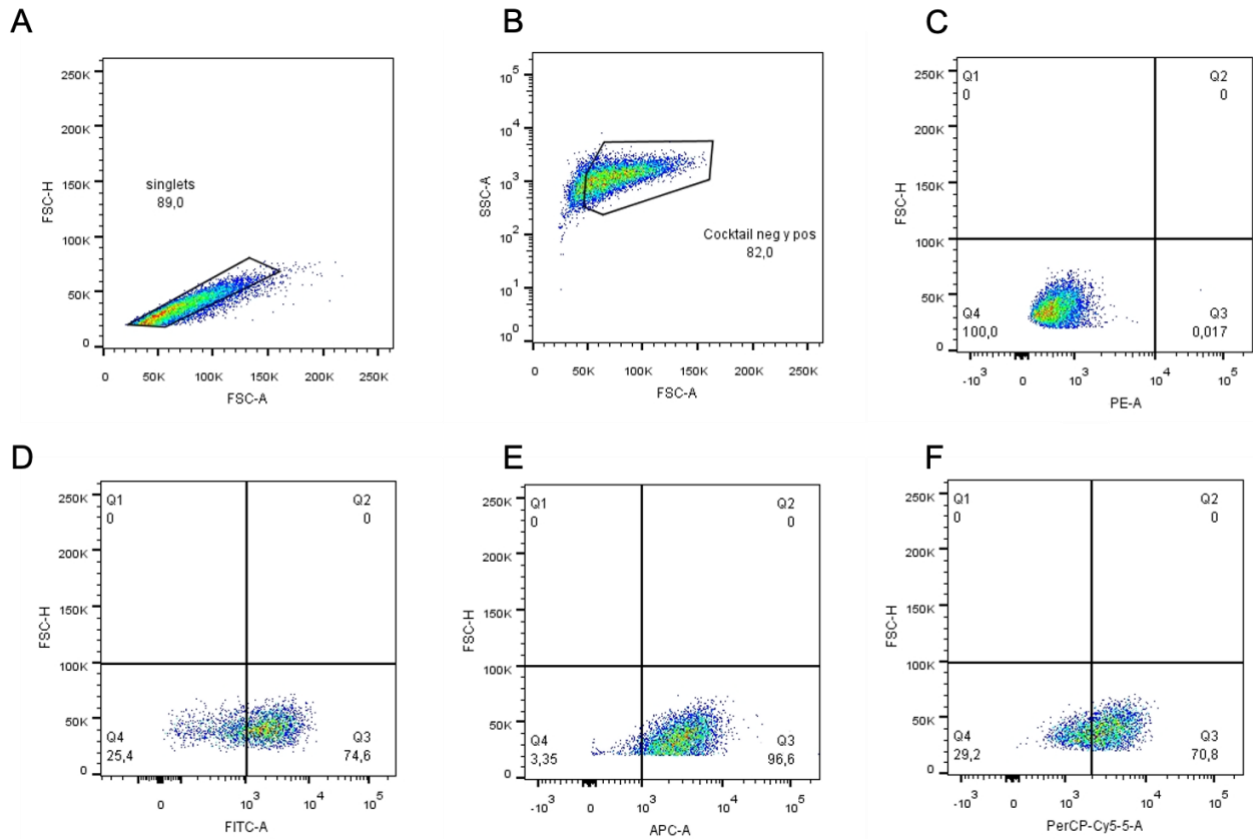 A
250K
200K
150K
100K
50K
0
FSC-H
singlets
89,0
0 50K 100K 150K 200K 250K
FSC-A
B
10^5
10^4
10^3
10^2
10^1
10^0
SSC-A
Cocktail neg y pos
82,0
0 50K 100K 150K 200K 250K
FSC-A
C
250K
200K
150K
100K
50K
0
FSC-H
Q1
0
Q2
0
Q4
100,0
Q3
0,017
-10^3 0 10^3 10^4 10^5
PE-A
D
250K
200K
150K
100K
50K
0
FSC-H
Q1
0
Q2
0
Q4
25,4
Q3
74,6
0 10^3 10^4 10^5
FITC-A
E
250K
200K
150K
100K
50K
0
FSC-H
Q1
0
Q2
0
Q4
3,35
Q3
96,6
-10^3 0 10^3 10^4 10^5
APC-A
F
250K
200K
150K
100K
50K
0
FSC-H
Q1
0
Q2
0
Q4
29,2
Q3
70,8
-10^3 0 10^3 10^4 10^5
PerCP-Cy5-5-A